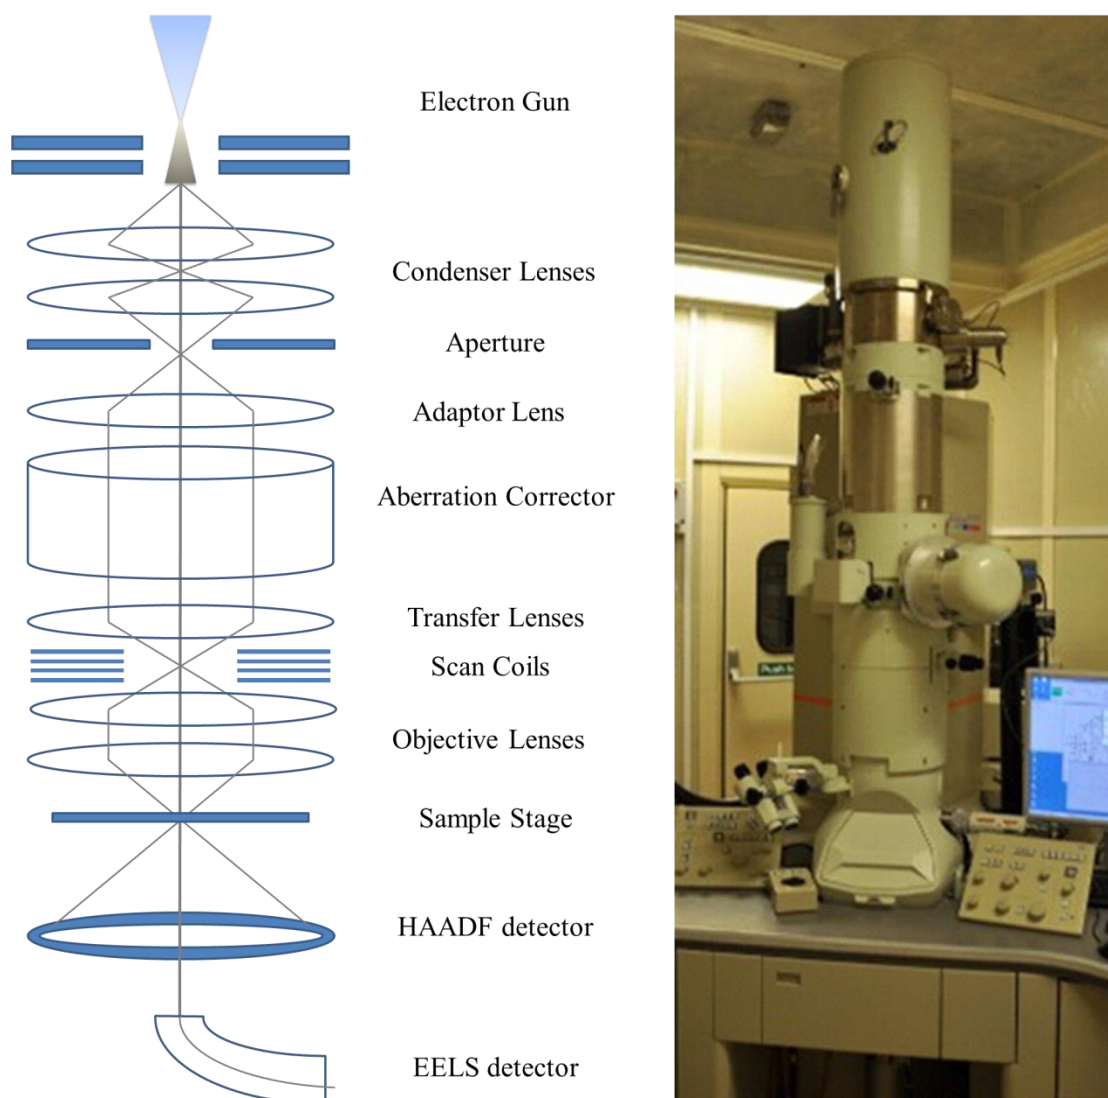 Electron Gun
Condenser Lenses
Aperture
Adaptor Lens
Aberration Corrector
Transfer Lenses
Scan Coils
Objective Lenses
Sample Stage
HAADF detector
EELS detector